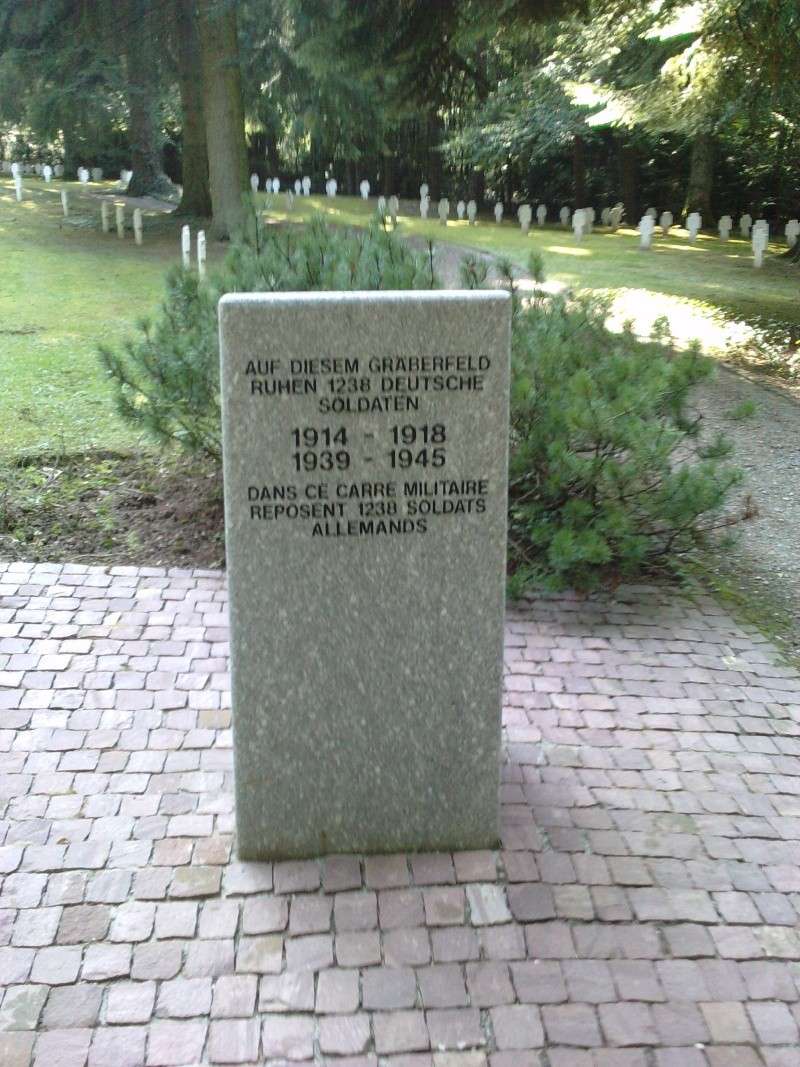 AUF DIESEM GRÄBERFELD
RUHEN 1238 DEUTSCHE
SOLDATEN
1914 - 1918
1939 - 1945
DANS CE CARRE MILITAIRE
REPOSENT 1238 SOLDATS
ALLEMANDS